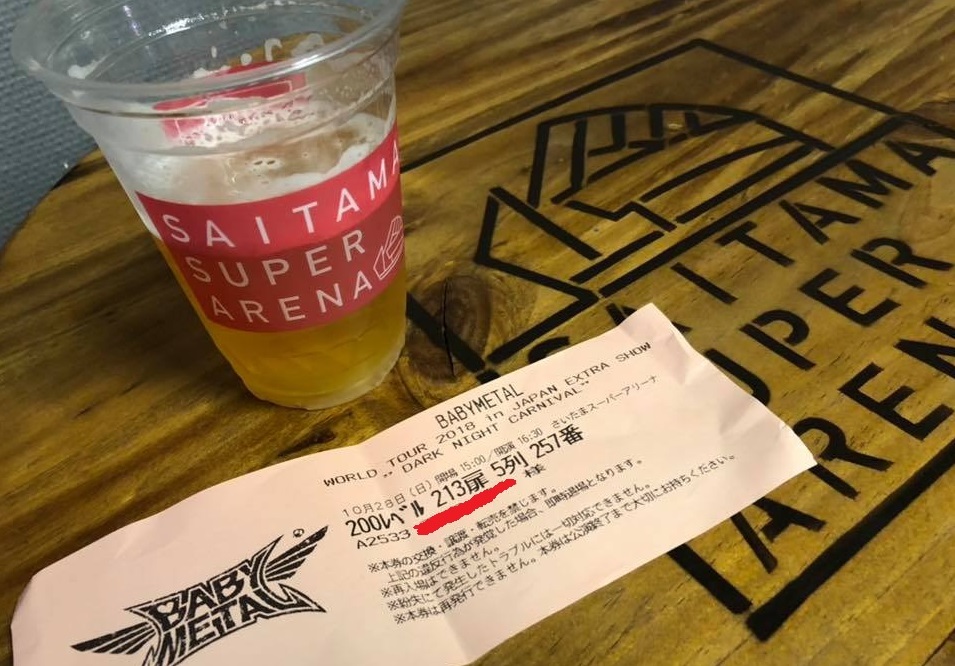 SAITAMA
SUPER
ARENA
SAITAMA
SUPER
AREN
BABYMETAL
WORLD TOUR 2018 in JAPAN EXTRA SHOW
"DARK NIGHT CARNIVAL"
10月28日(日) 開場 15:00/開演 16:30 さいたまスーパーアリーナ
200レベル 213扉 5列 257番
A2533 様
※本券の交換・譲渡・転売を禁じます。
上記の違反行為が発覚した場合、即時退場となります。
※再入場はできません。
※紛失にて発生したトラブルには一切対応できません。
※本券は再発行できません。 本券は公演終了まで大切にお持ちください。
BABY
METAL